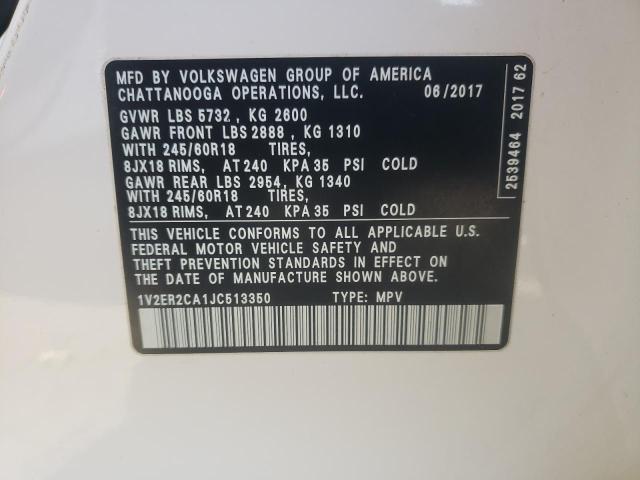 MFD BY VOLKSWAGEN GROUP OF AMERICA
CHATTANOOGA OPERATIONS, LLC. 06/2017
GVWR LBS 5732 , KG 2600
GAWR FRONT LBS 2888 , KG 1310
WITH 245/60R18 TIRES,
8JX18 RIMS, AT 240 KPA 35 PSI COLD
GAWR REAR LBS 2954, KG 1340
WITH 245/60R18 TIRES,
8JX18 RIMS, AT 240 KPA 35 PSI COLD
THIS VEHICLE CONFORMS TO ALL APPLICABLE U.S.
FEDERAL MOTOR VEHICLE SAFETY AND
THEFT PREVENTION STANDARDS IN EFFECT ON
THE DATE OF MANUFACTURE SHOWN ABOVE.
1V2ER2CA1JC513350 TYPE: MPV
2539464 2017 62